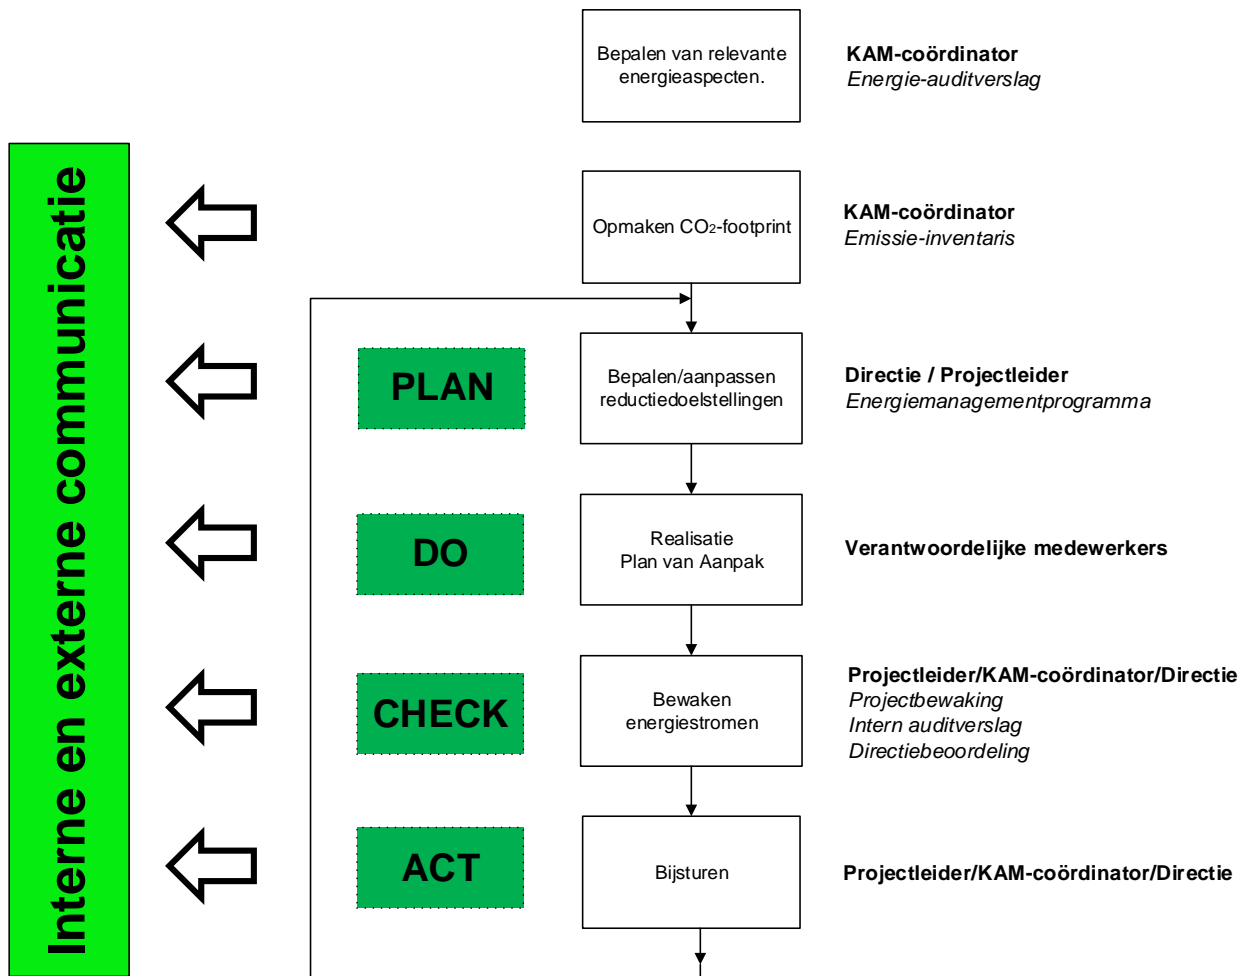 Bepalen van relevante
energieaspecten.
KAM-coördinator
Energie-auditverslag
Interne en externe communicatie
Opmaken CO2-footprint
KAM-coördinator
Emissie-inventaris
PLAN
Bepalen/aanpassen
reductiedoelstellingen
Directie / Projectleider
Energiemanagementprogramma
DO
Realisatie
Plan van Aanpak
Verantwoordelijke medewerkers
CHECK
Bewaken
energiestromen
Projectleider/KAM-coördinator/Directie
Projectbewaking
Intern auditverslag
Directiebeoordeling
ACT
Bijsturen
Projectleider/KAM-coördinator/Directie